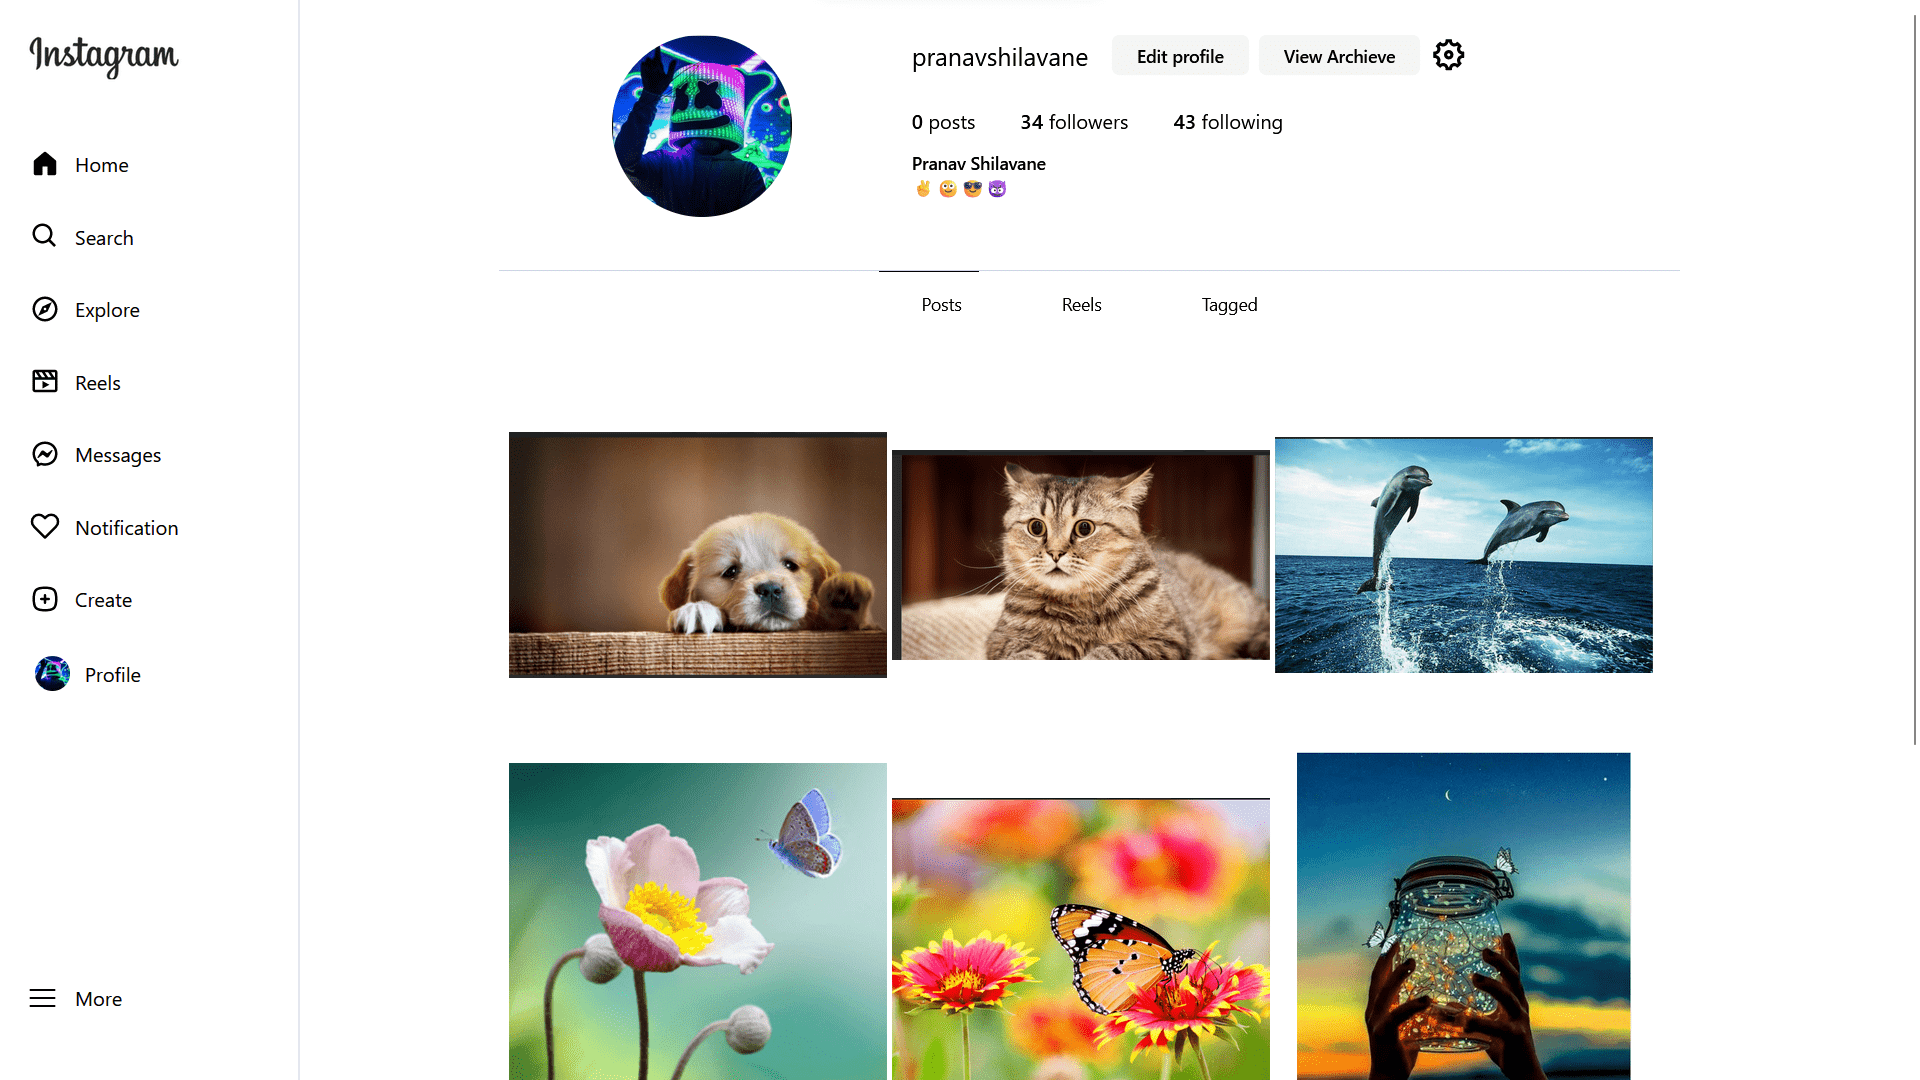 Instagram
Home
Search
Explore
Reels
Messages
Notification
Create
Profile
More
pranavshilavane
Edit profile
View Archieve
0 posts
34 followers
43 following
Pranav Shilavane
✌️ 🙂 😎 👿
Posts
Reels
Tagged